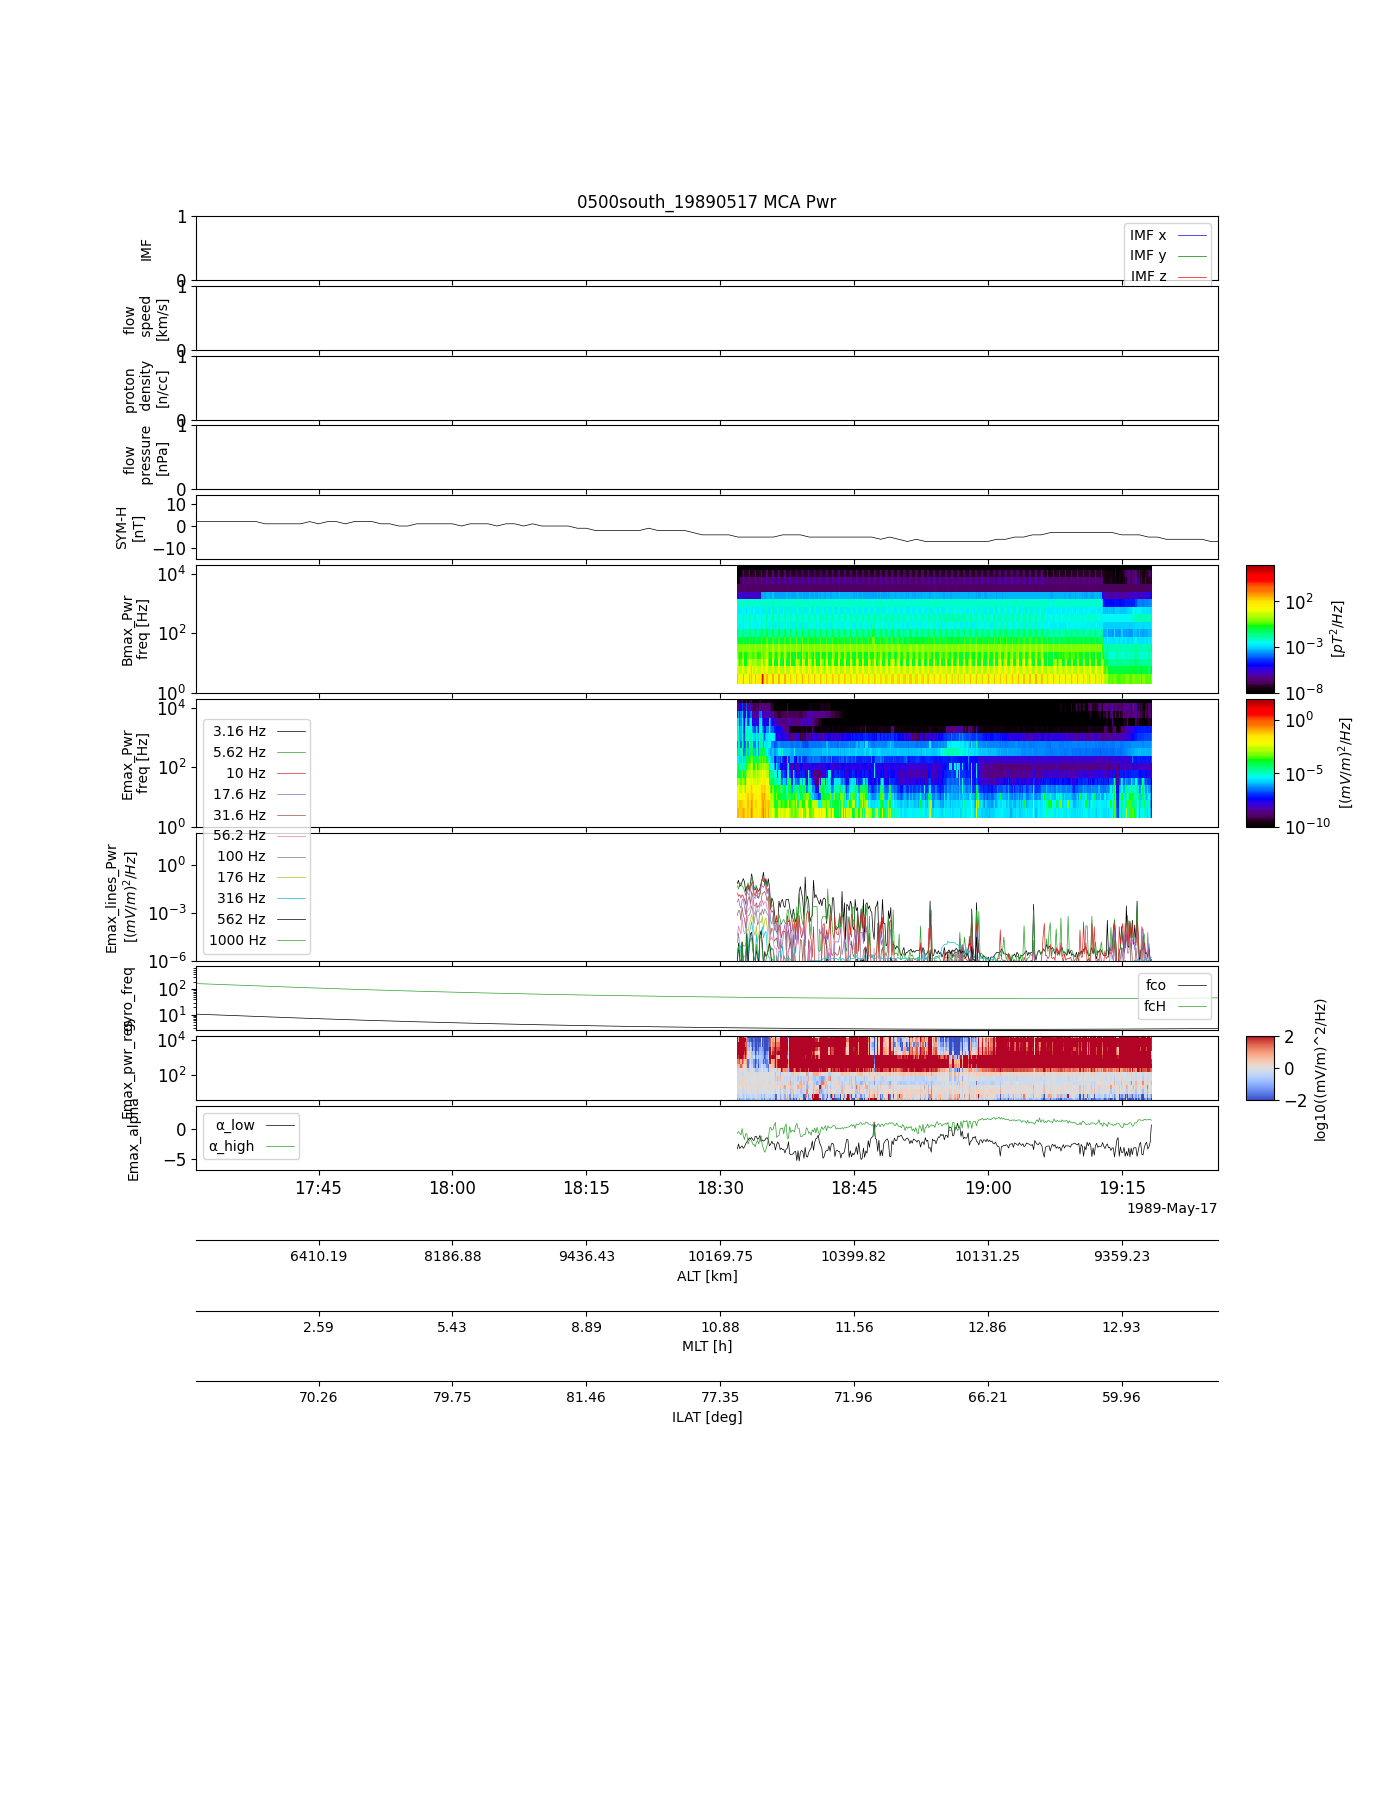 0500south_19890517 MCA Pwr
1
0
IMF
IMF x
IMF y
IMF z
1
0
flow
speed
[km/s]
1
0
proton
density
[n/cc]
1
0
flow
pressure
[nPa]
10
0
−10
SYM-H
[nT]
10^4
10^2
10^0
Bmax_Pwr
freq [Hz]
10^2
10^−3
10^−8
[pT^2/Hz]
10^4
10^2
10^0
Emax_Pwr
freq [Hz]
10^0
10^−5
10^−10
[(mV/m)^2/Hz]
3.16 Hz
5.62 Hz
10 Hz
17.6 Hz
31.6 Hz
56.2 Hz
100 Hz
176 Hz
316 Hz
562 Hz
1000 Hz
10^0
10^−3
10^−6
Emax_lines_Pwr
[(mV/m)^2/Hz]
10^2
10^1
gyro_freq
fco
fcH
10^4
10^2
Emax_pwr_reg
2
0
−2
log10((mV/m)^2/Hz)
0
−5
Emax_alpha
α_low
α_high
17:45 18:00 18:15 18:30 18:45 19:00 19:15
1989-May-17
6410.19 8186.88 9436.43 10169.75 10399.82 10131.25 9359.23
ALT [km]
2.59 5.43 8.89 10.88 11.56 12.86 12.93
MLT [h]
70.26 79.75 81.46 77.35 71.96 66.21 59.96
ILAT [deg]